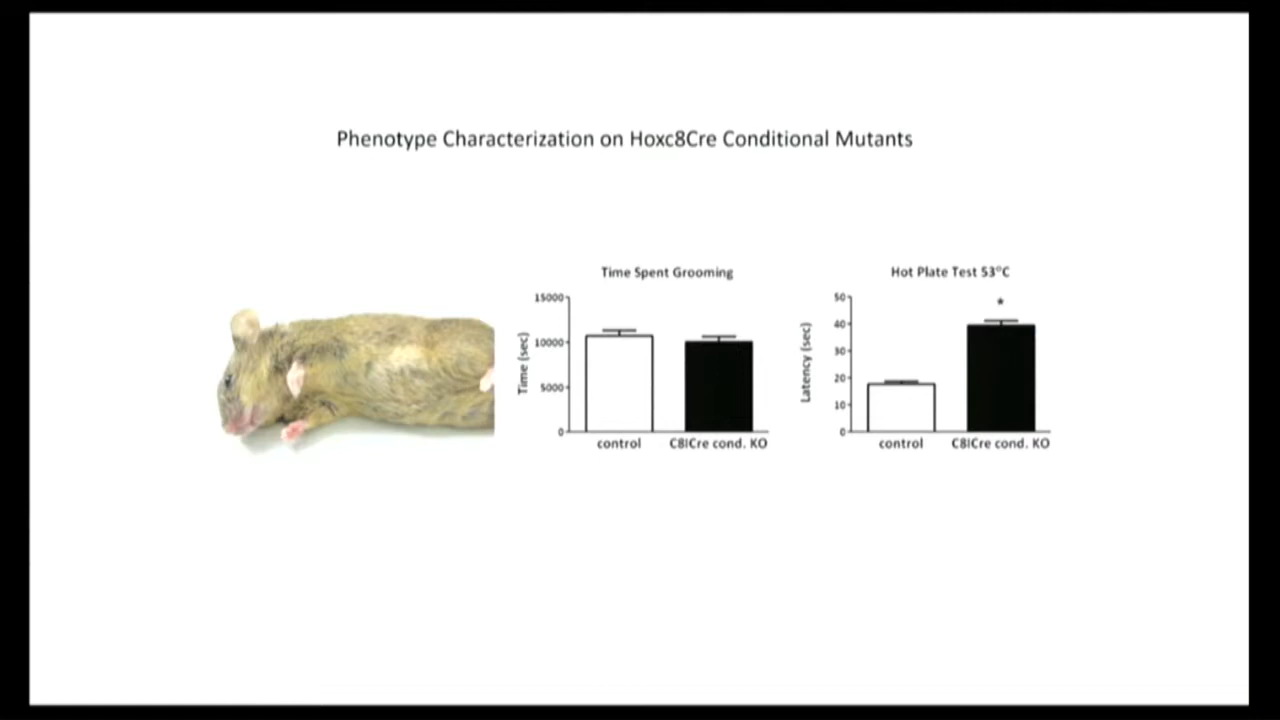 Phenotype Characterization on Hoxc8Cre Conditional Mutants
Time Spent Grooming
15000
10000
5000
0
Time (sec)
control
C8ICre cond. KO
Hot Plate Test 53°C
*
50
40
30
20
10
0
Latency (sec)
control
C8ICre cond. KO